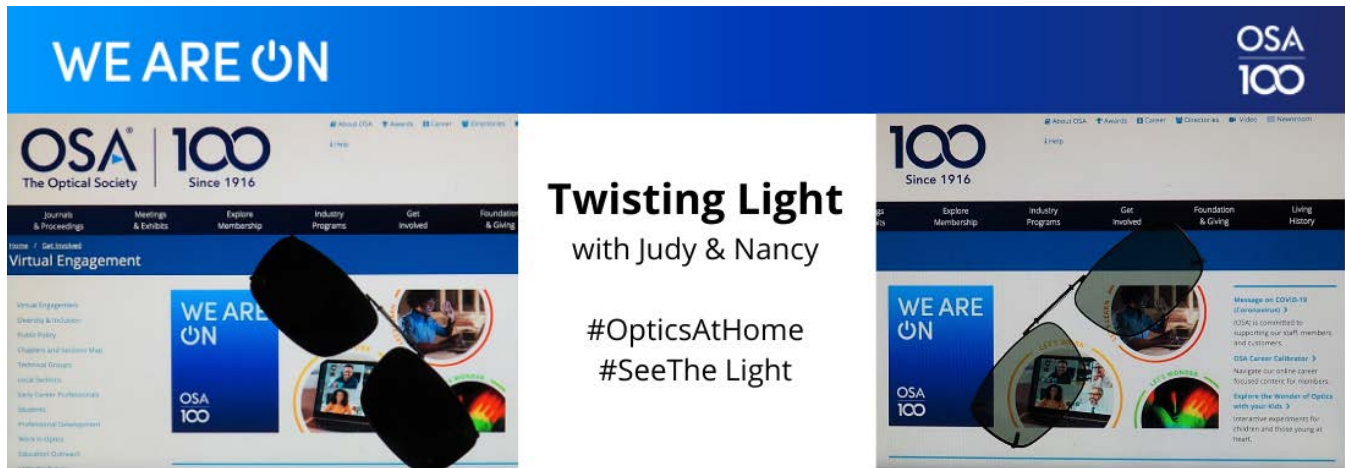 WE ARE ON
OSA
100
OSA®
The Optical Society
100
Since 1916
About OSA Awards Career Directories
Help
Journals & Proceedings
Meetings & Exhibits
Explore Membership
Industry Programs
Get Involved
Foundation & Giving
Home / Get Involved
Virtual Engagement
Virtual Engagement
Diversity & Inclusion
Public Policy
Chapters and Sections Map
Technical Groups
Local Sections
Early Career Professionals
Students
Professional Development
Women in Optics
Education Outreach
WE ARE
ON
OSA
100
Twisting Light
with Judy & Nancy
#OpticsAtHome
#SeeThe Light
100
Since 1916
About OSA Awards Career Directories Video Newsroom
Help
Explore Membership
Industry Programs
Get Involved
Foundation & Giving
Living History
WE ARE
ON
OSA
100
LEARN
LET'S WORK
LET'S WONDER
Message on COVID-19
(Coronavirus) >
(OSA) is committed to
supporting our staff, members
and customers.
OSA Career Calibrator >
Navigate our online career
focused content for members.
Explore the Wonder of Optics
with your Kids >
Interactive experiments for
children and those young at
heart.